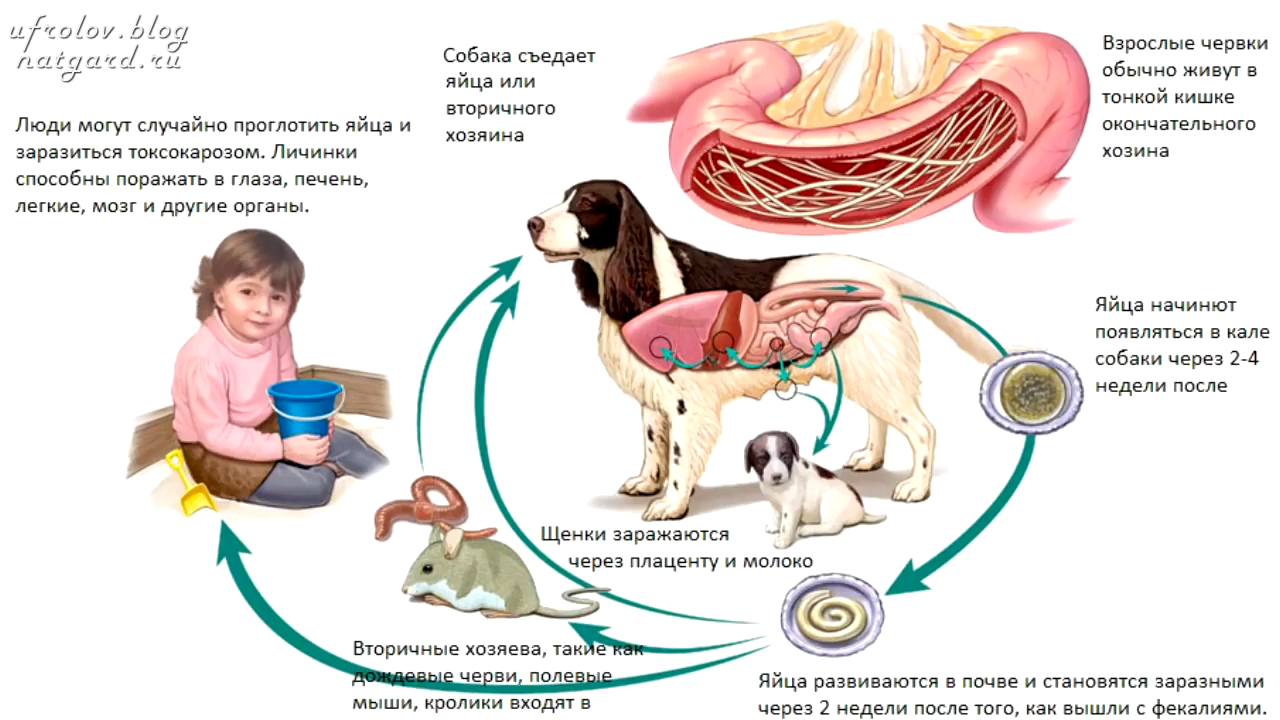 ufrolov.blog
natgard.ru
Люди могут случайно проглотить яйца и
заразиться токсокарозом. Личинки
способны поражать в глаза, печень,
легкие, мозг и другие органы.
Собака съедает
яйца или
вторичного
хозяина
Взрослые червки
обычно живут в
тонкой кишке
окончательного
хозина
Яйца начинют
появляться в кале
собаки через 2-4
недели после
Щенки заражаются
через плаценту и молоко
Вторичные хозяева, такие как
дождевые черви, полевые
мыши, кролики входят в
Яйца развиваются в почве и становятся заразными
через 2 недели после того, как вышли с фекалиями.